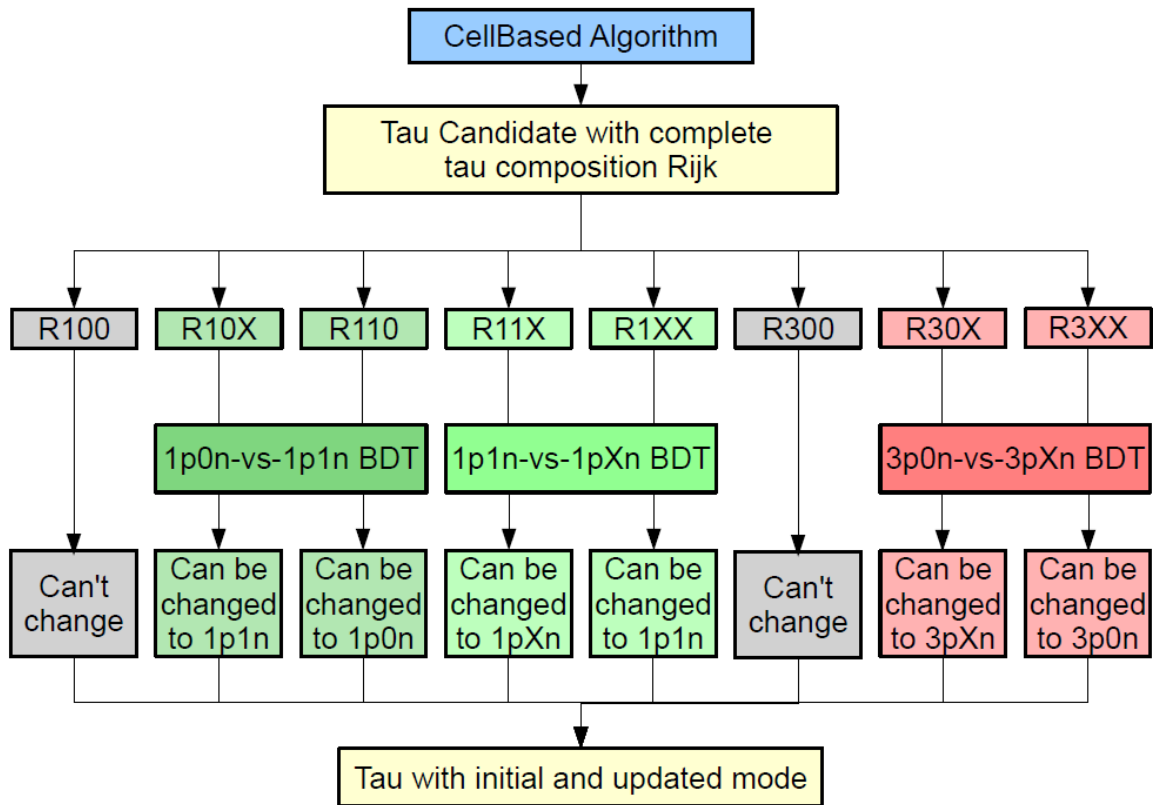 CellBased Algorithm
Tau Candidate with complete
tau composition Rijk
R100
R10X
R110
R11X
R1XX
R300
R30X
R3XX
1p0n-vs-1p1n BDT
1p1n-vs-1pXn BDT
3p0n-vs-3pXn BDT
Can't
change
Can be
changed
to 1p1n
Can be
changed
to 1p0n
Can be
changed
to 1pXn
Can be
changed
to 1p1n
Can't
change
Can be
changed
to 3pXn
Can be
changed
to 3p0n
Tau with initial and updated mode